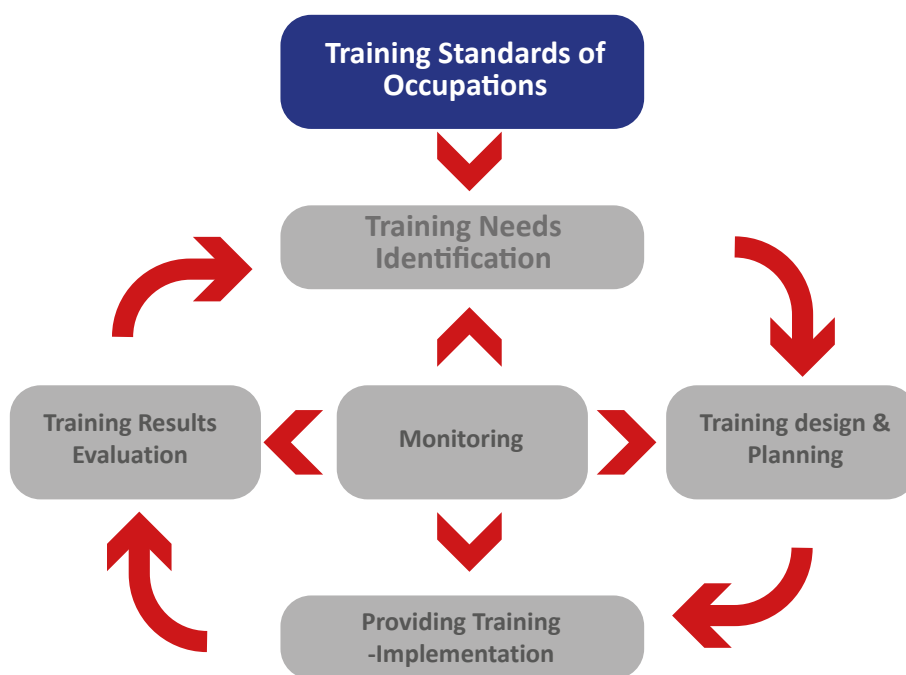 Training Standards of
Occupations
Training Needs
Identification
Training Results
Evaluation
Monitoring
Training design &
Planning
Providing Training
-Implementation